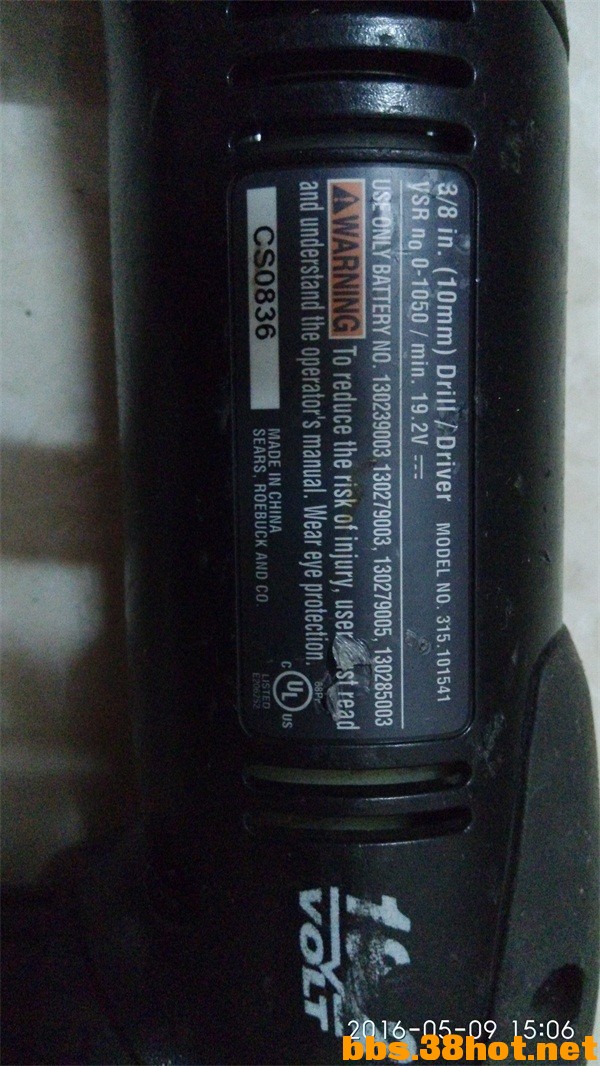 3/8 in. (10mm) Drill / Driver MODEL NO. 315.101541
VSR no 0-1050 / min. 19.2V
USE ONLY BATTERY NO. 130239003,130279003, 130279005, 130285003
WARNING To reduce the risk of injury, user st read
and understand the operator's manual. Wear eye protection.
CS0836
MADE IN CHINA
SEARS, ROEBUCK AND CO
C UL US
LISTED
19
VOLT
2016-05-09 15:06
bbs.38hot.net